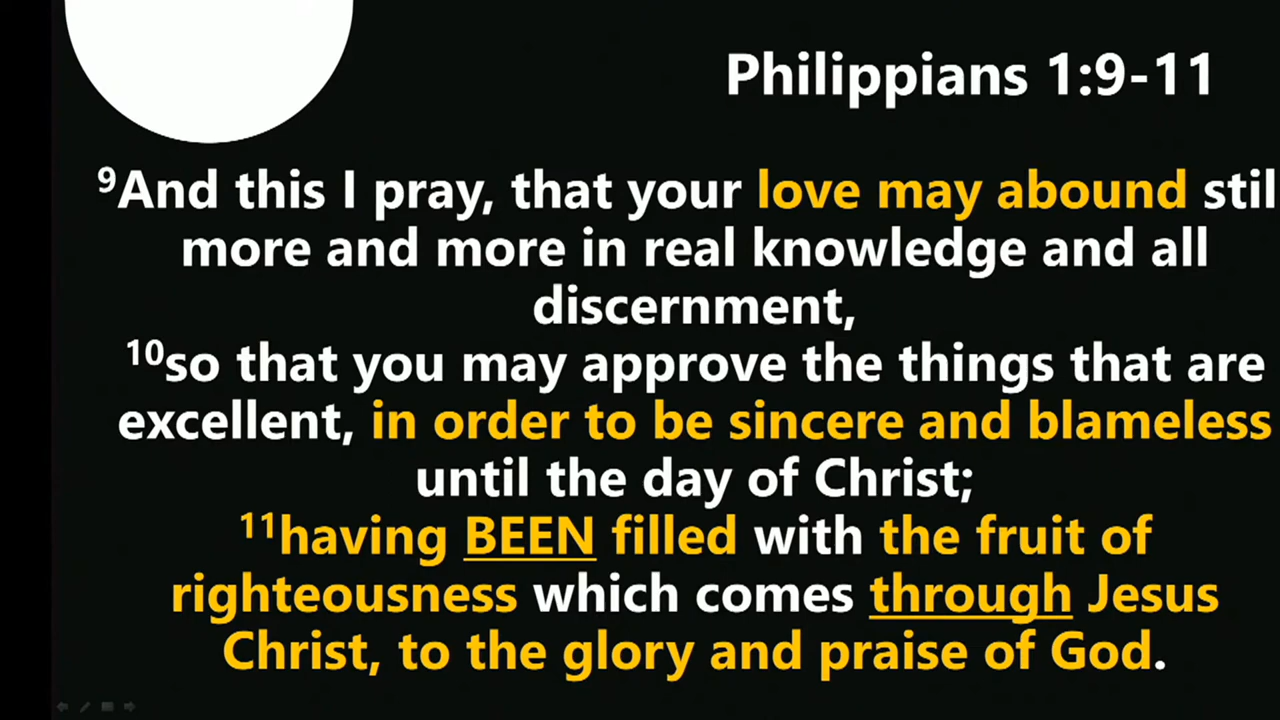 Philippians 1:9-11
⁹And this I pray, that your love may abound stil
more and more in real knowledge and all
discernment,
¹⁰so that you may approve the things that are
excellent, in order to be sincere and blameless
until the day of Christ;
¹¹having BEEN filled with the fruit of
righteousness which comes through Jesus
Christ, to the glory and praise of God.